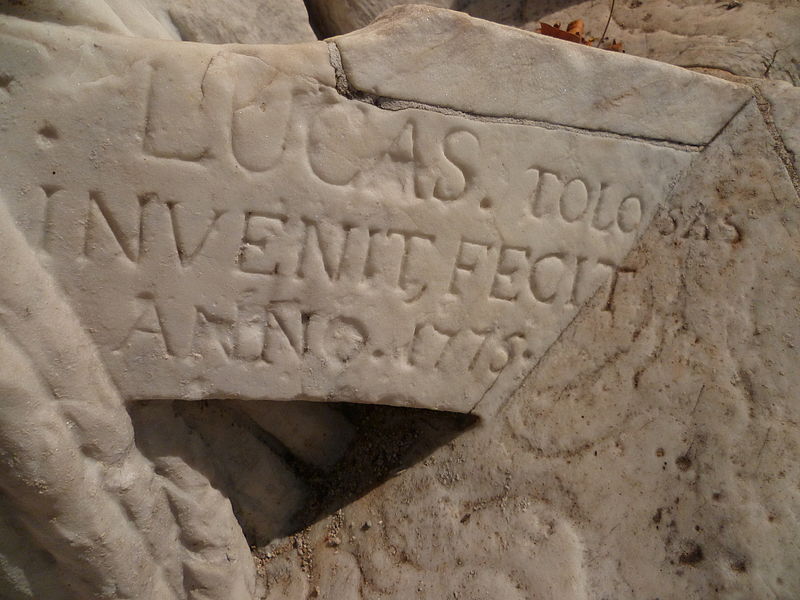 LUCAS. TOLOSAS
INVENIT, FECIT
ANNO. 1775.